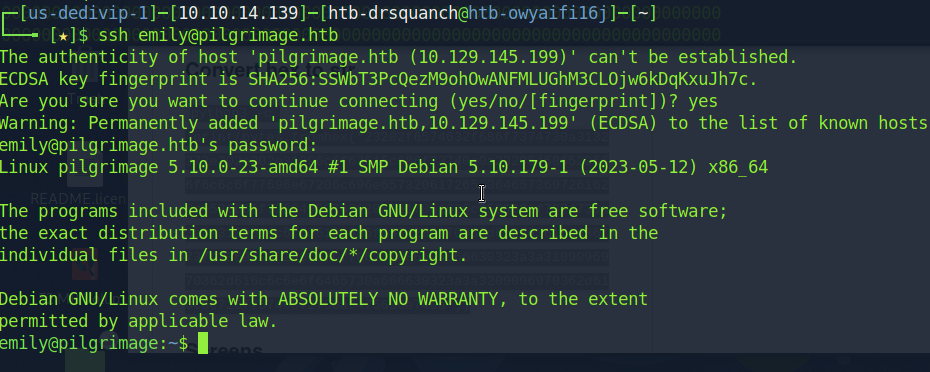 [us-dedivip-1]-[10.10.14.139]-[htb-drsquanch@htb-owyaifi16j]-[~]
[★]$ ssh emily@pilgrimage.htb
The authenticity of host 'pilgrimage.htb (10.129.145.199)' can't be established.
ECDSA key fingerprint is SHA256:SSWbT3PcQezM9ohOwANFMLUGhM3CLOjw6kDqKxuJh7c.
Are you sure you want to continue connecting (yes/no/[fingerprint])? yes
Warning: Permanently added 'pilgrimage.htb,10.129.145.199' (ECDSA) to the list of known hosts
emily@pilgrimage.htb's password:
Linux pilgrimage 5.10.0-23-amd64 #1 SMP Debian 5.10.179-1 (2023-05-12) x86_64
README.licen
The programs included with the Debian GNU/Linux system are free software;
the exact distribution terms for each program are described in the
individual files in /usr/share/doc/*/copyright.
Debian GNU/Linux comes with ABSOLUTELY NO WARRANTY, to the extent
permitted by applicable law.
emily@pilgrimage:~$
Screens